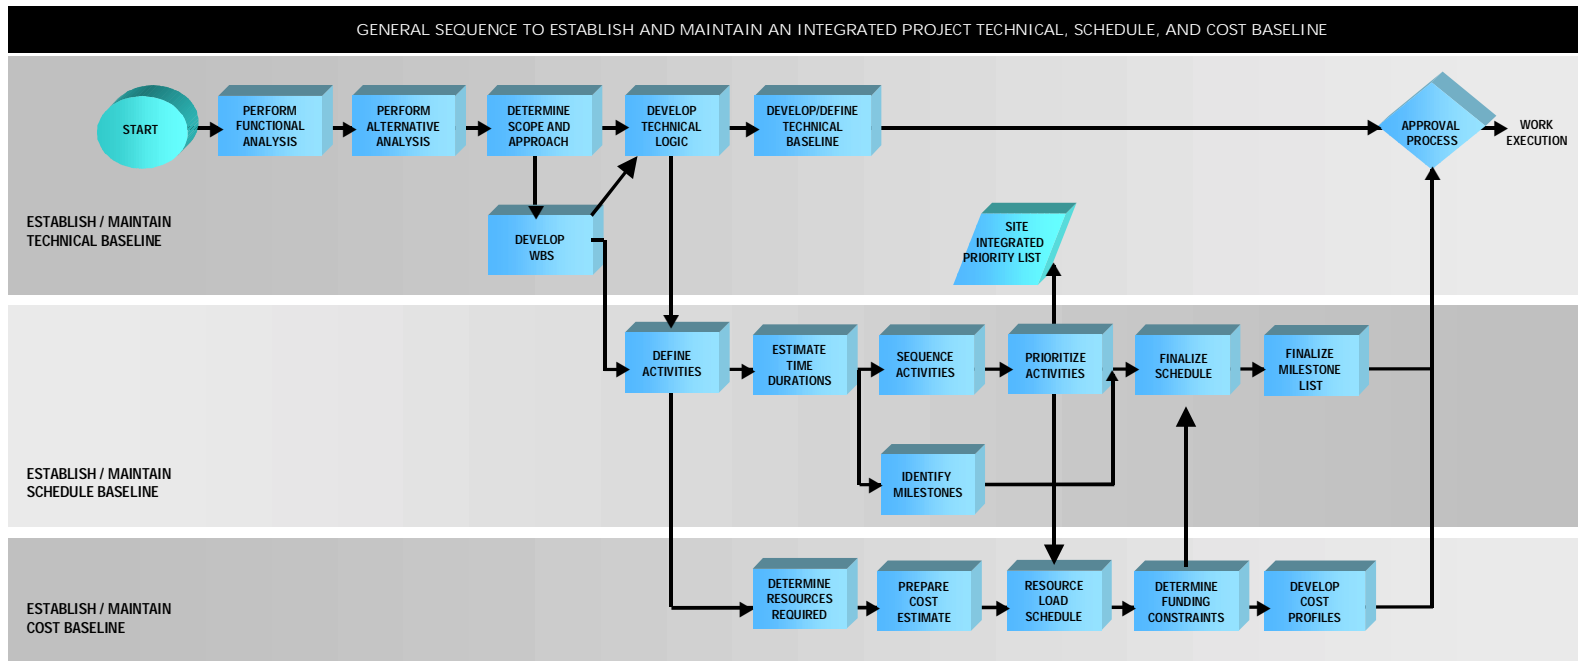 GENERAL SEQUENCE TO ESTABLISH AND MAINTAIN AN INTEGRATED PROJECT TECHNICAL, SCHEDULE, AND COST BASELINE
START
PERFORM
FUNCTIONAL
ANALYSIS
PERFORM
ALTERNATIVE
ANALYSIS
DETERMINE
SCOPE AND
APPROACH
DEVELOP
TECHNICAL
LOGIC
DEVELOP/DEFINE
TECHNICAL
BASELINE
APPROVAL
PROCESS
WORK
EXECUTION
ESTABLISH / MAINTAIN
TECHNICAL BASELINE
DEVELOP
WBS
SITE
INTEGRATED
PRIORITY LIST
DEFINE
ACTIVITIES
ESTIMATE
TIME
DURATIONS
SEQUENCE
ACTIVITIES
PRIORITIZE
ACTIVITIES
FINALIZE
SCHEDULE
FINALIZE
MILESTONE
LIST
ESTABLISH / MAINTAIN
SCHEDULE BASELINE
IDENTIFY
MILESTONES
ESTABLISH / MAINTAIN
COST BASELINE
DETERMINE
RESOURCES
REQUIRED
PREPARE
COST
ESTIMATE
RESOURCE
LOAD
SCHEDULE
DETERMINE
FUNDING
CONSTRAINTS
DEVELOP
COST
PROFILES